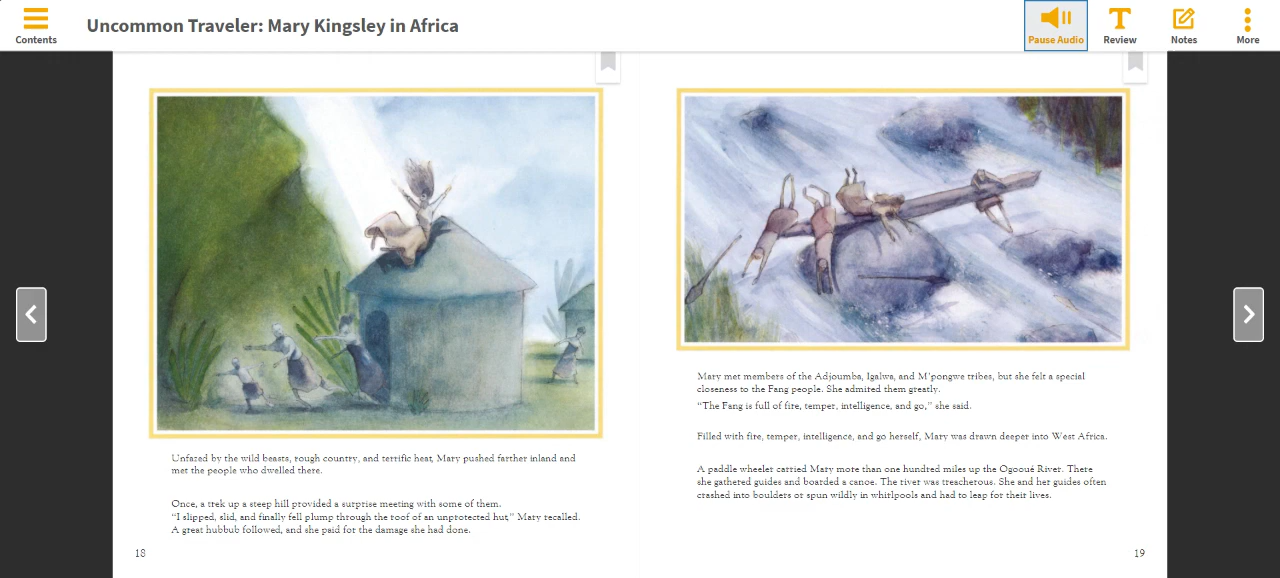 Contents
Uncommon Traveler: Mary Kingsley in Africa
Pause Audio
Review
Notes
More
Unfazed by the wild beasts, rough country, and terrific heat, Mary pushed farther inland and
met the people who dwelled there.
Once, a trek up a steep hill provided a surprise meeting with some of them.
“I slipped, slid, and finally fell plump through the roof of an unprotected hut,” Mary recalled.
A great hubbub followed, and she paid for the damage she had done.
18
Mary met members of the Adjoumba, Igalwa, and M’pongwe tribes, but she felt a special
closeness to the Fang people. She admired them greatly.
“The Fang is full of fire, temper, intelligence, and go,” she said.
Filled with fire, temper, intelligence, and go herself, Mary was drawn deeper into West Africa.
A paddle wheeler carried Mary more than one hundred miles up the Ogooué River. There
she gathered guides and boarded a canoe. The river was treacherous. She and her guides often
crashed into boulders or spun wildly in whirlpools and had to leap for their lives.
19